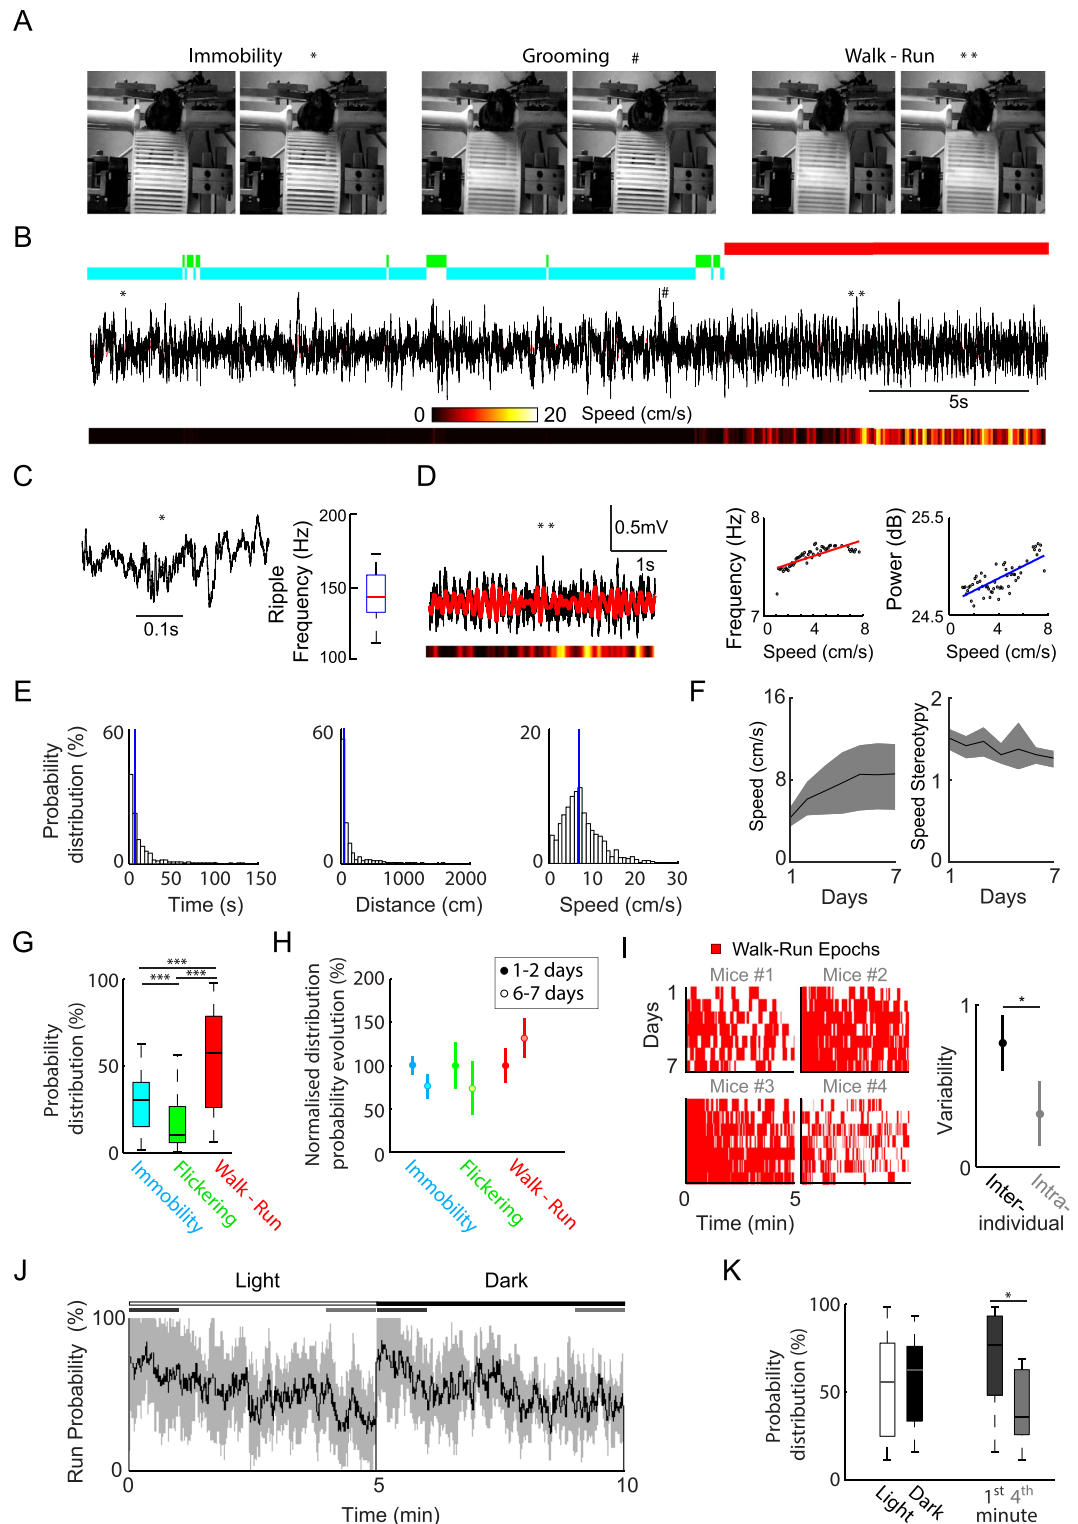 A
Immobility *
Grooming #
Walk - Run **
B
*
#
**
5s
0
20
Speed (cm/s)
C
*
0.1s
200
150
100
Ripple
Frequency (Hz)
D
**
0.5mV
1s
8
7
Frequency (Hz)
0 4 8
Speed (cm/s)
25.5
24.5
Power (dB)
0 4 8
Speed (cm/s)
E
Probability
distribution (%)
60
0
0 50 100 150
Time (s)
60
0
0 1000 2000
Distance (cm)
20
0
0 10 20 30
Speed (cm/s)
F
16
8
0
Speed (cm/s)
1 7
Days
2
1
0
Speed Stereotypy
1 7
Days
G
Probability
distribution (%)
100
50
0
***
*** ***
Immobility
Flickering
Walk - Run
H
Normalised distribution
probability evolution (%)
200
150
100
50
0
1-2 days
6-7 days
Immobility
Flickering
Walk - Run
I
Walk-Run Epochs
Mice #1
Mice #2
Mice #3
Mice #4
1
Days
7
0 5
Time (min)
1
Variability
0
*
Inter-
Intra-
individual
J
Light
Dark
100
Run Probability (%)
0
0 5 10
Time (min)
K
100
50
0
Probability
distribution (%)
*
Light
Dark
1st 4th
minute